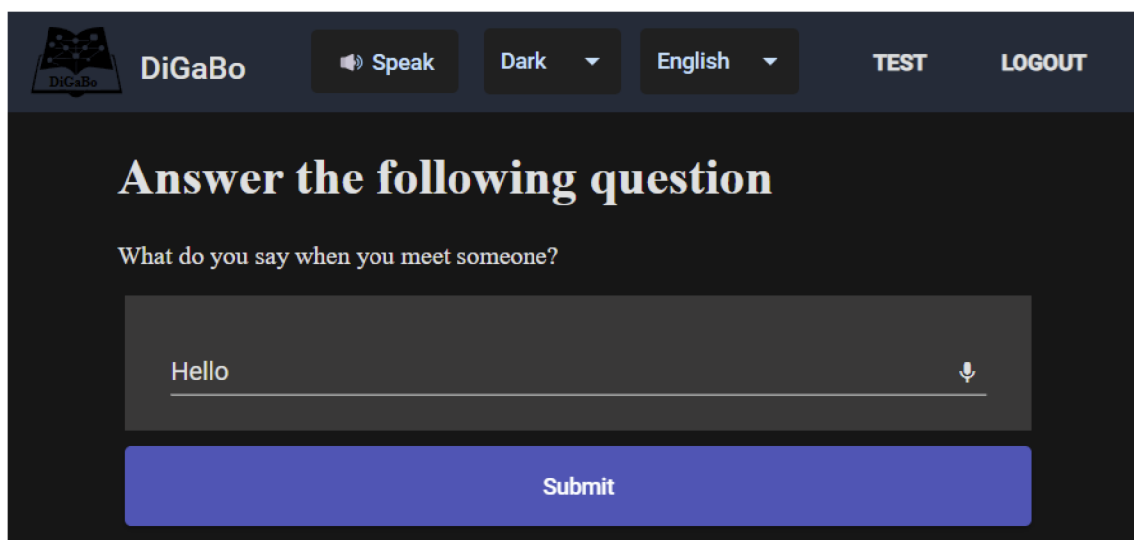 DiGaBo DiGaBo Speak Dark English TEST LOGOUT
Answer the following question
What do you say when you meet someone?
Hello
Submit